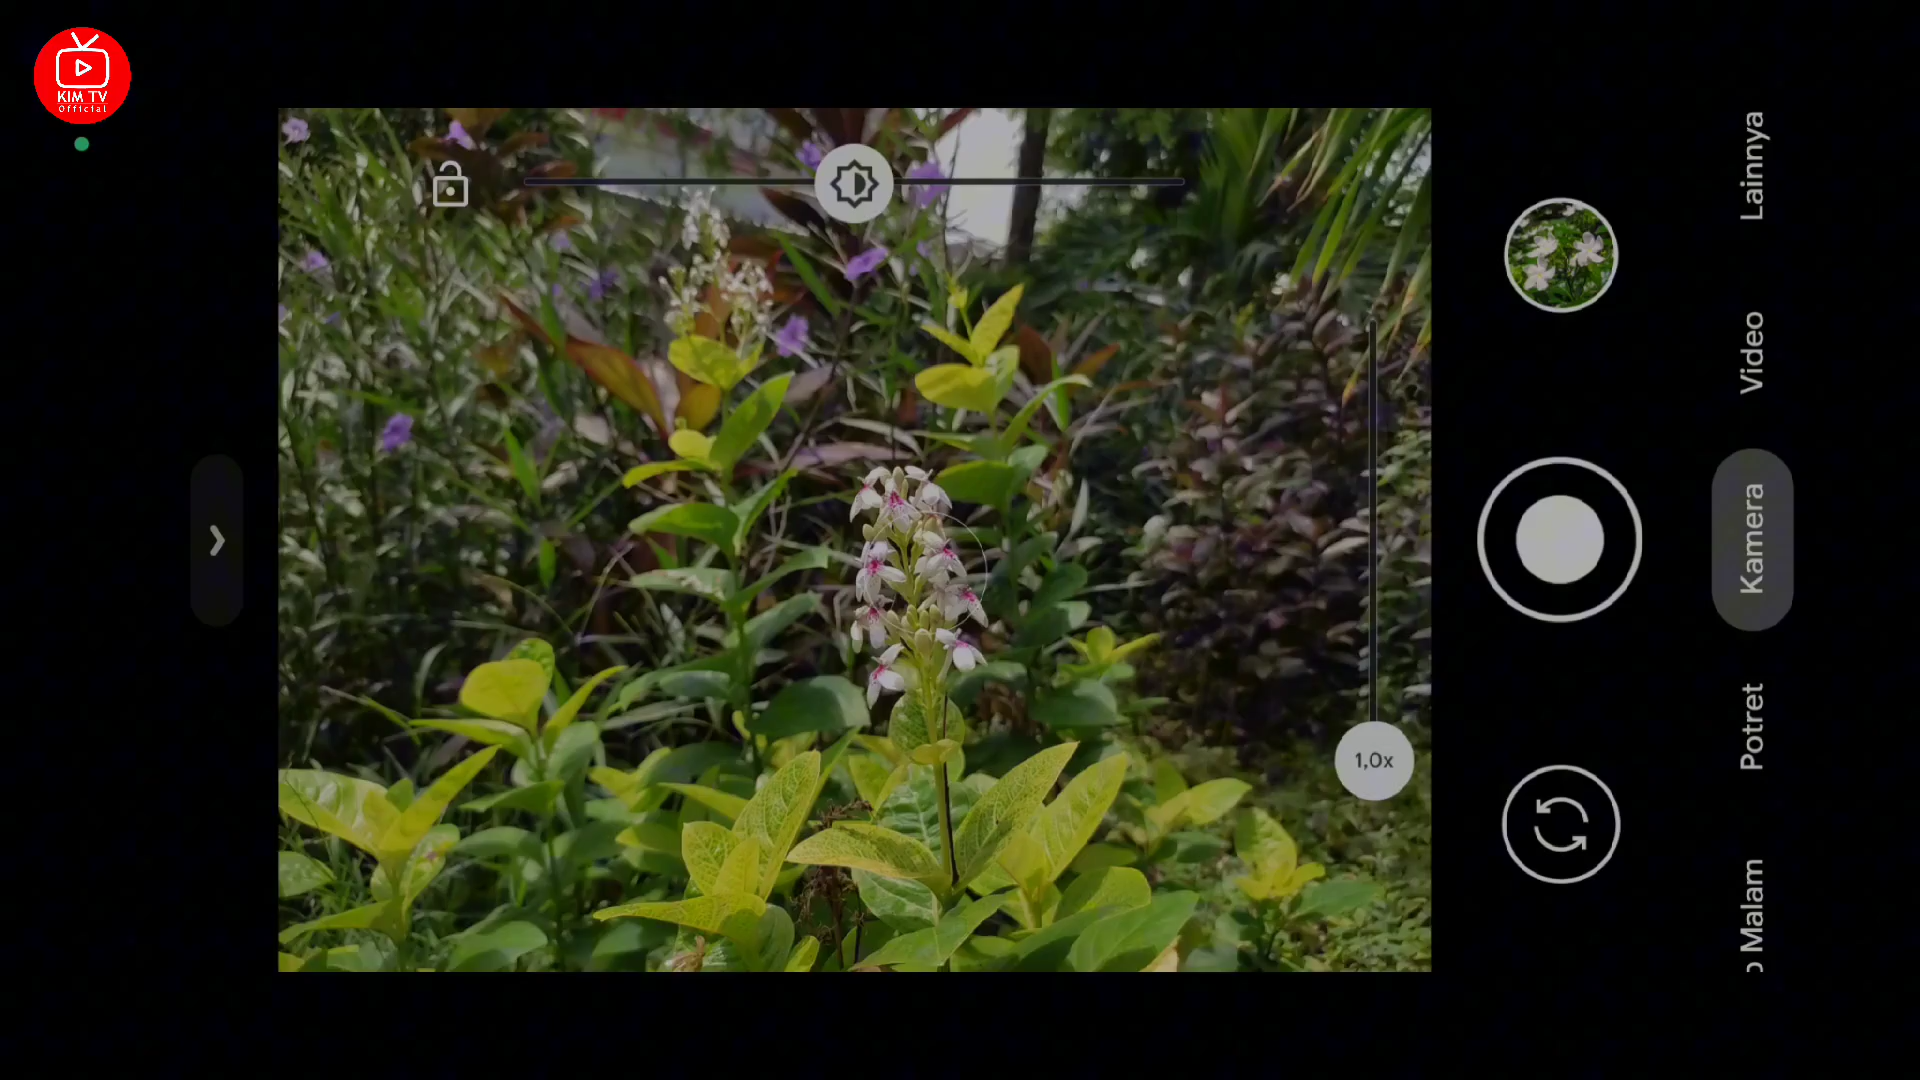 KIM TV
Official
Lainnya
Video
Kamera
Potret
Malam
1,0x